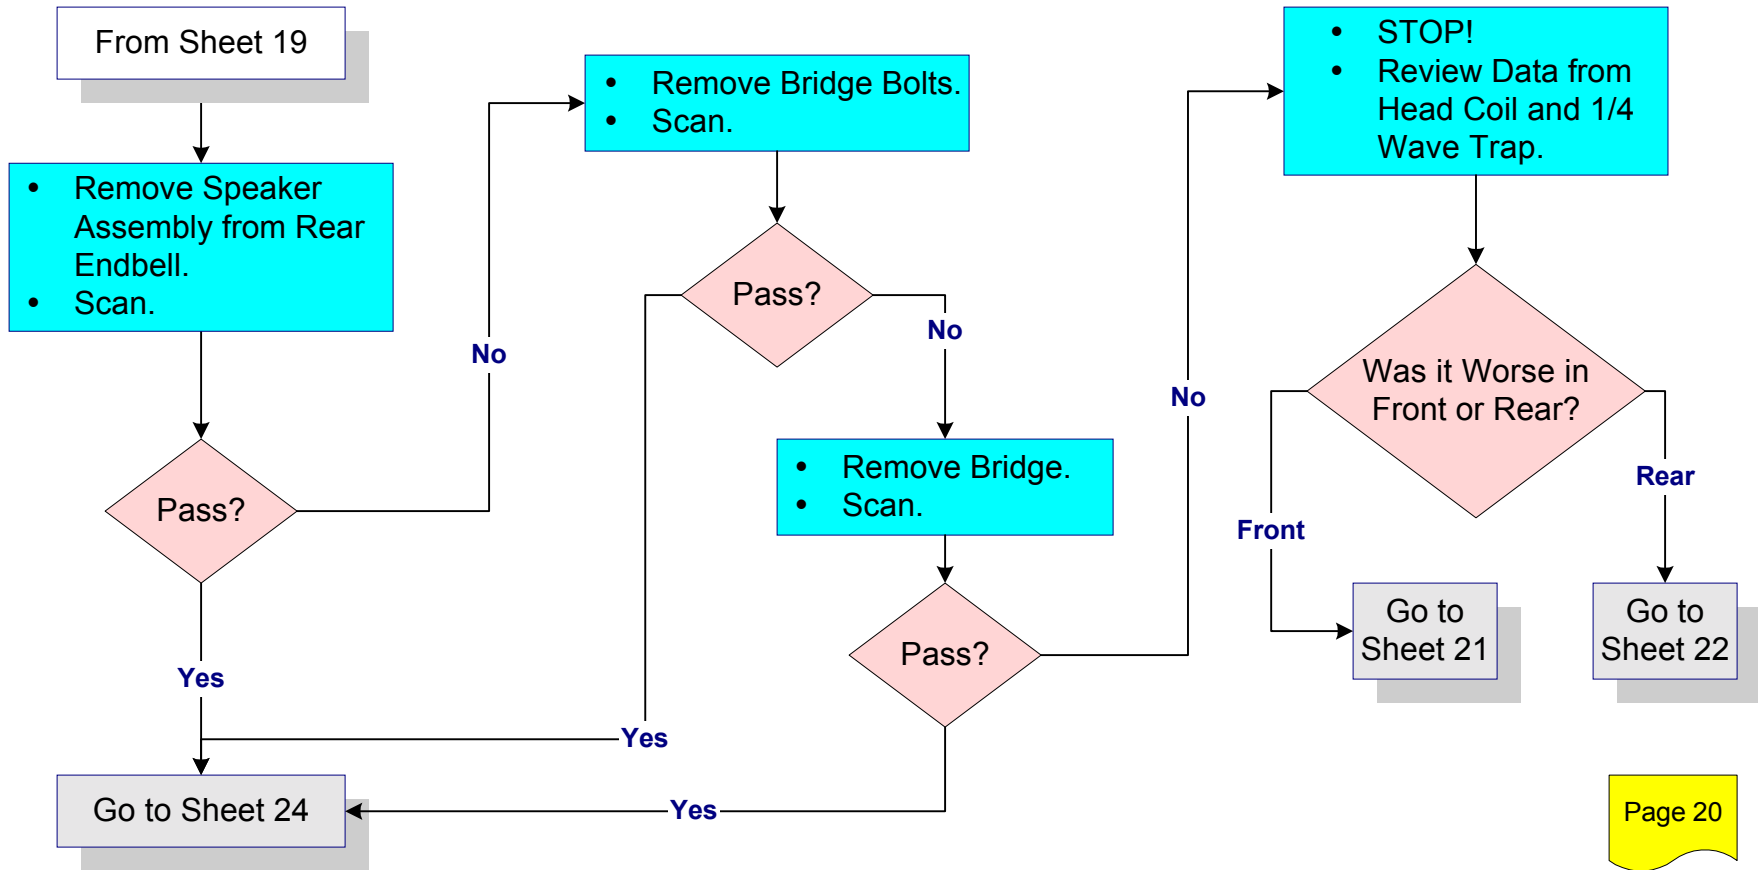 From Sheet 19
• Remove Speaker
Assembly from Rear
Endbell.
• Scan.
Pass?
No
Yes
Go to Sheet 24
• Remove Bridge Bolts.
• Scan.
Pass?
No
Yes
• Remove Bridge.
• Scan.
Pass?
No
Yes
• STOP!
• Review Data from
Head Coil and 1/4
Wave Trap.
Was it Worse in
Front or Rear?
Front
Rear
Go to
Sheet 21
Go to
Sheet 22
Page 20